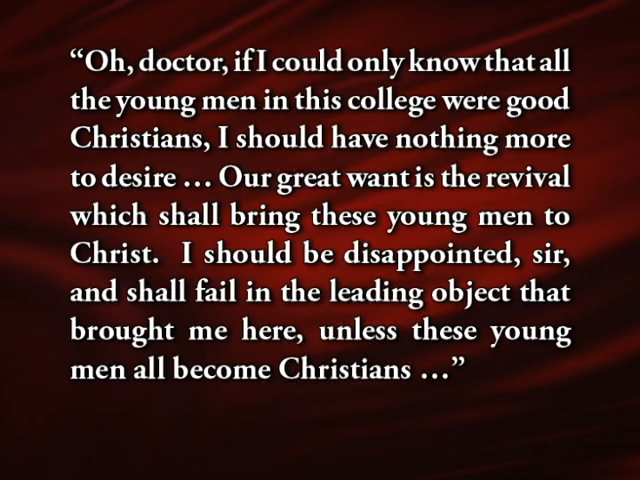 “Oh, doctor, if I could only know that all
the young men in this college were good
Christians, I should have nothing more
to desire … Our great want is the revival
which shall bring these young men to
Christ.  I should be disappointed, sir,
and shall fail in the leading object that
brought me here, unless these young
men all become Christians …”